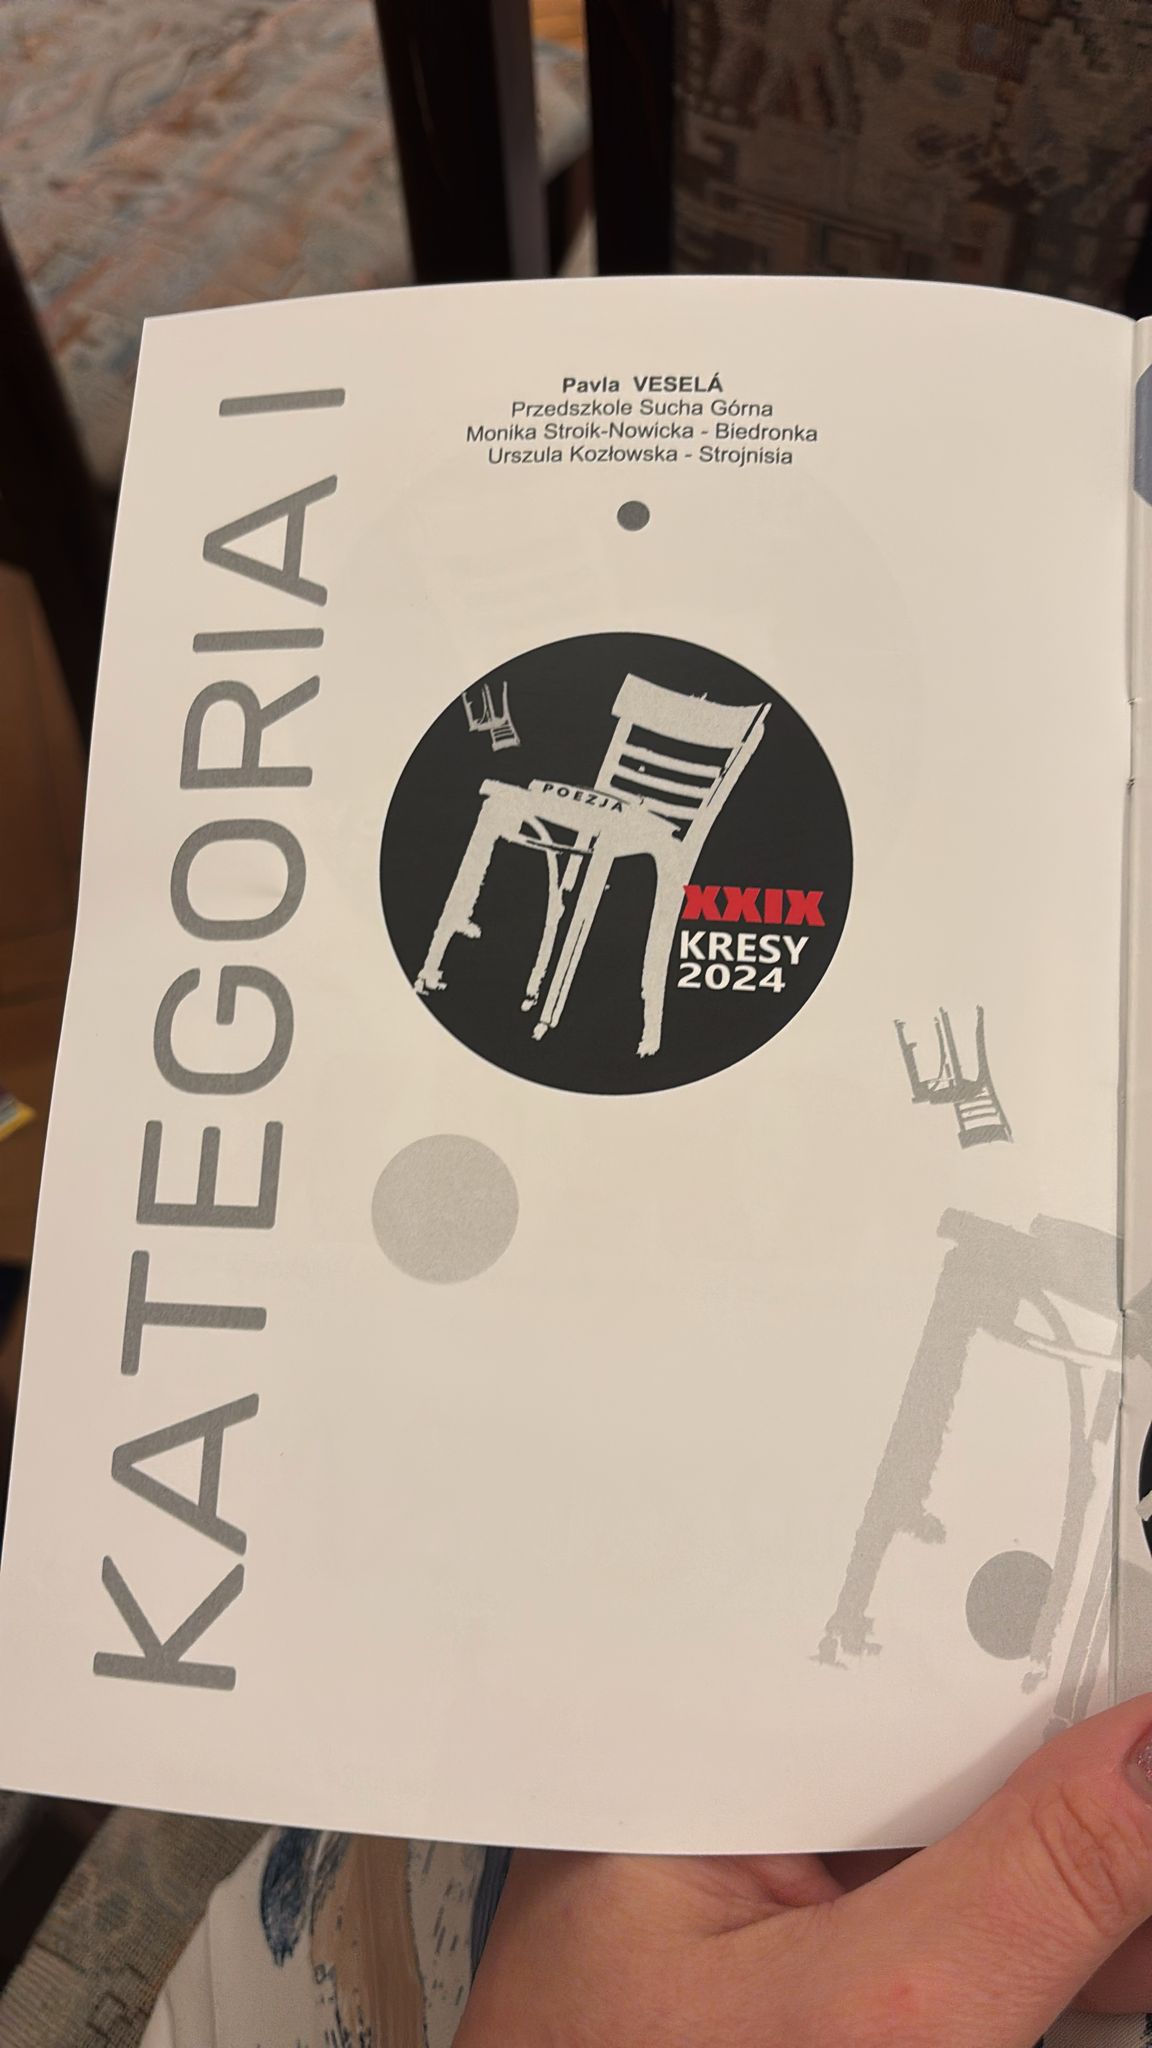 KATEGORIA I
Pavla VESELÁ
Przedszkole Sucha Górna
Monika Stroik-Nowicka - Biedronka
Urszula Kozłowska - Strojnisia
POEZJA
XXIX
KRESY
2024